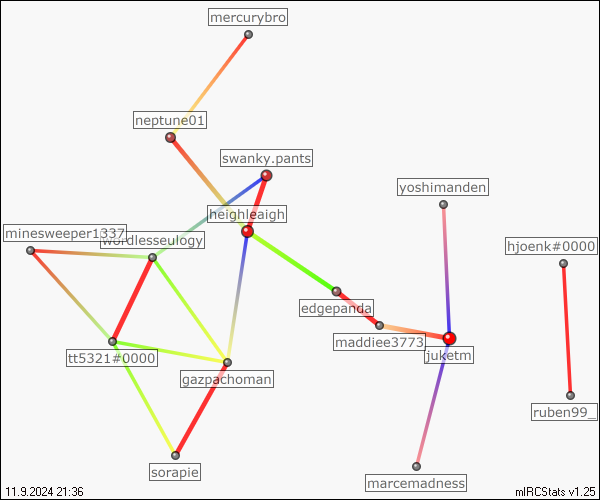 mercurybro
neptune01
swanky.pants
yoshimanden
heighleaigh
minesweeper1337
wordlesseulogy
hjoenk#0000
edgepanda
maddiee3773
juketm
tt5321#0000
gazpachoman
ruben99_
sorapie
marcemadness
11.9.2024 21:36
mIRCStats v1.25